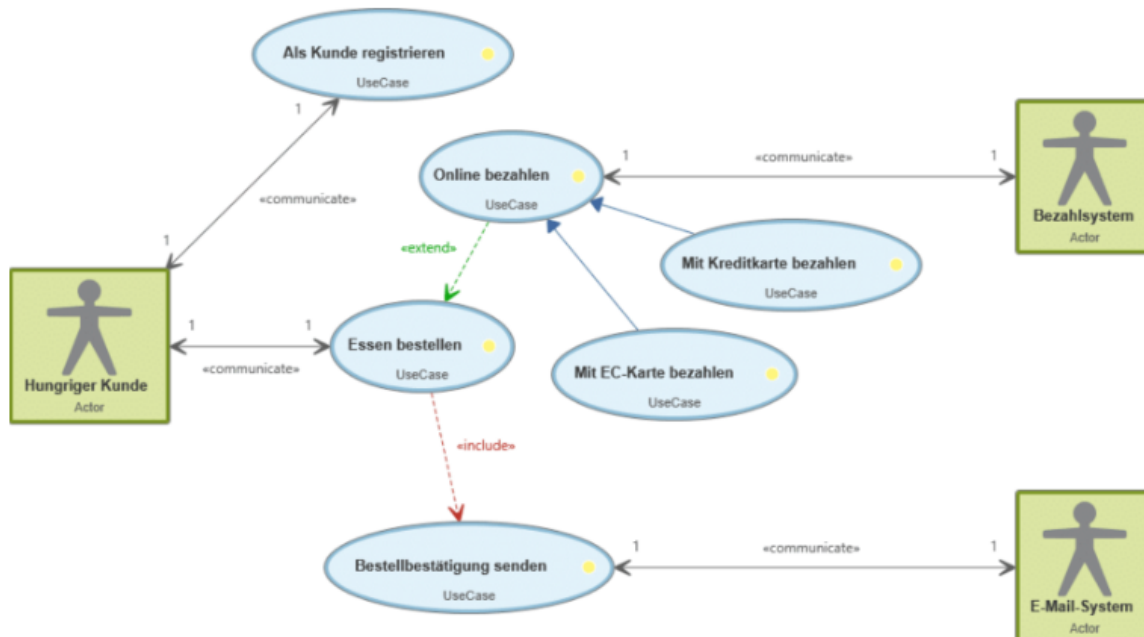 Als Kunde registrieren
UseCase
1
«communicate»
1
Online bezahlen
UseCase
1
«communicate»
1
Bezahlsystem
Actor
«extend»
Mit Kreditkarte bezahlen
UseCase
Hungriger Kunde
Actor
1
«communicate»
1
Essen bestellen
UseCase
Mit EC-Karte bezahlen
UseCase
«include»
Bestellbestätigung senden
UseCase
1
«communicate»
1
E-Mail-System
Actor